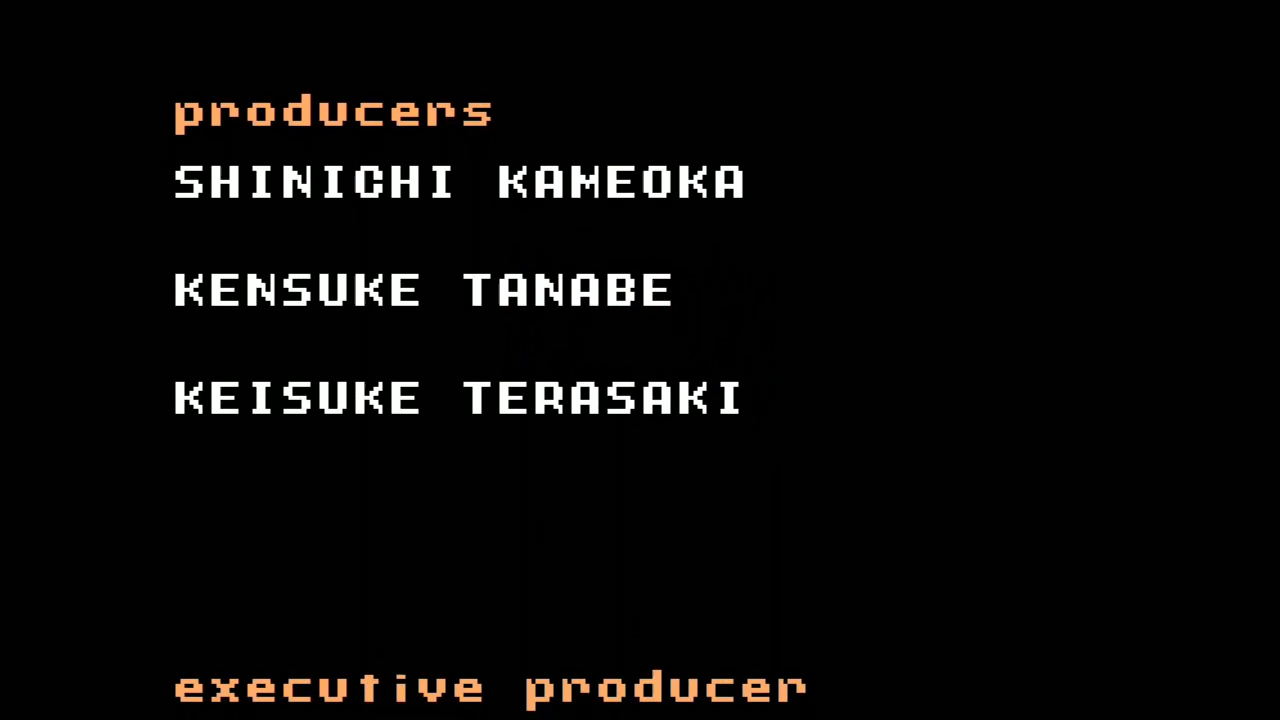 producers
SHINICHI KAMEOKA
KENSUKE TANABE
KEISUKE TERASAKI
executive producer